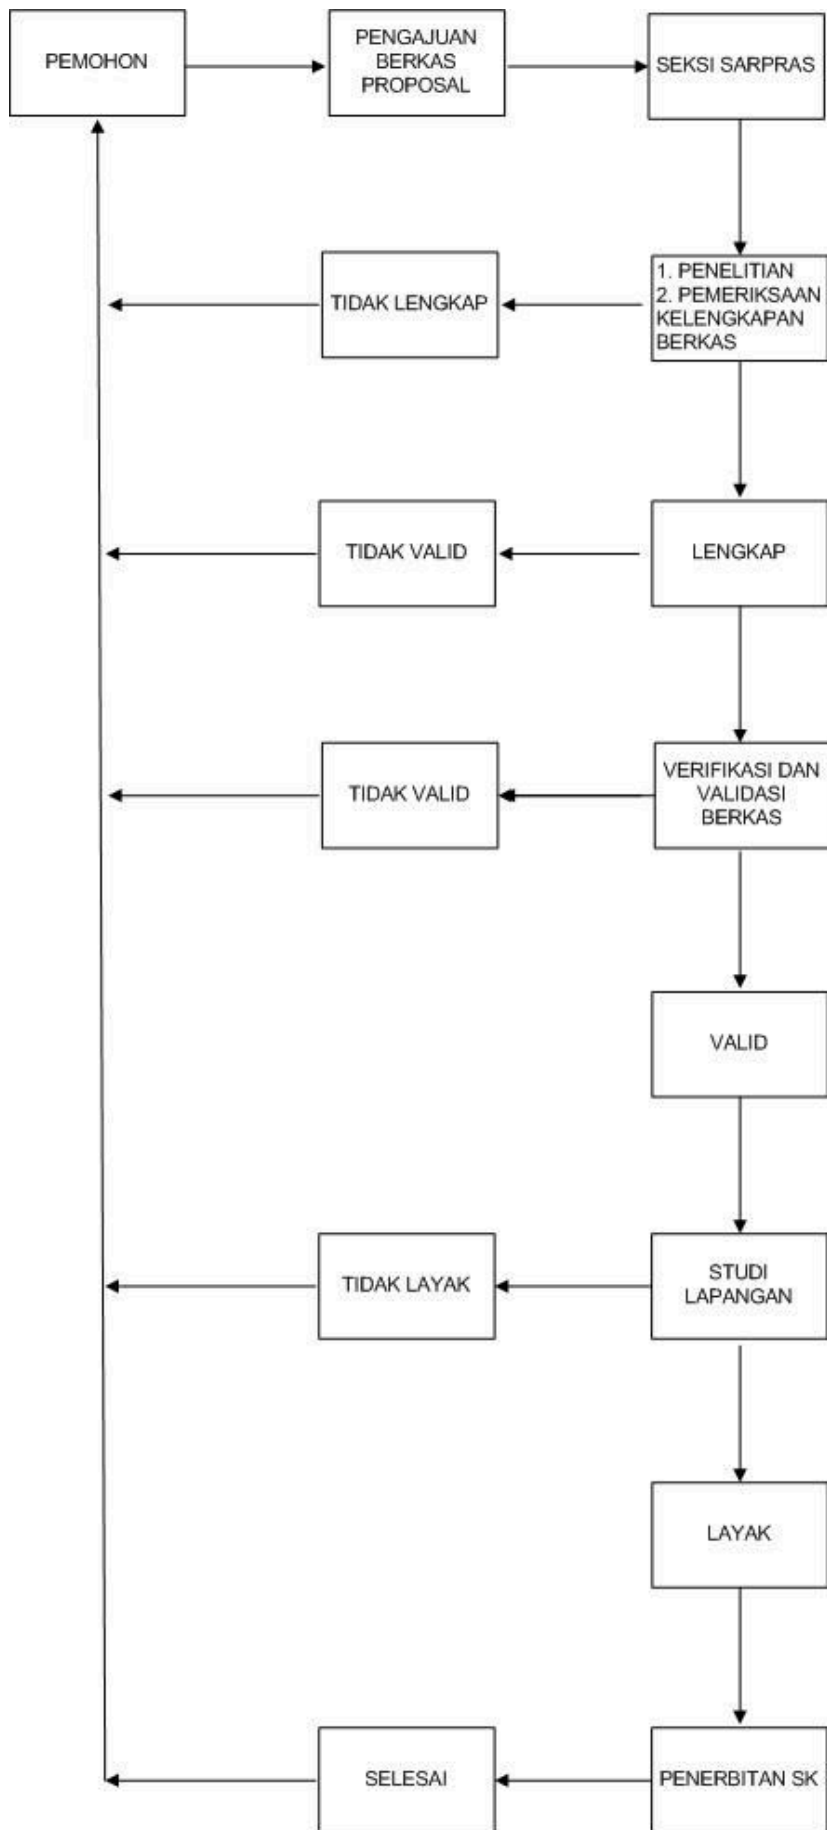 PEMOHON
PENGAJUAN
BERKAS
PROPOSAL
SEKSI SARPRAS
TIDAK LENGKAP
1. PENELITIAN
2. PEMERIKSAAN
KELENGKAPAN
BERKAS
TIDAK VALID
LENGKAP
TIDAK VALID
VERIFIKASI DAN
VALIDASI
BERKAS
VALID
TIDAK LAYAK
STUDI
LAPANGAN
LAYAK
SELESAI
PENERBITAN SK